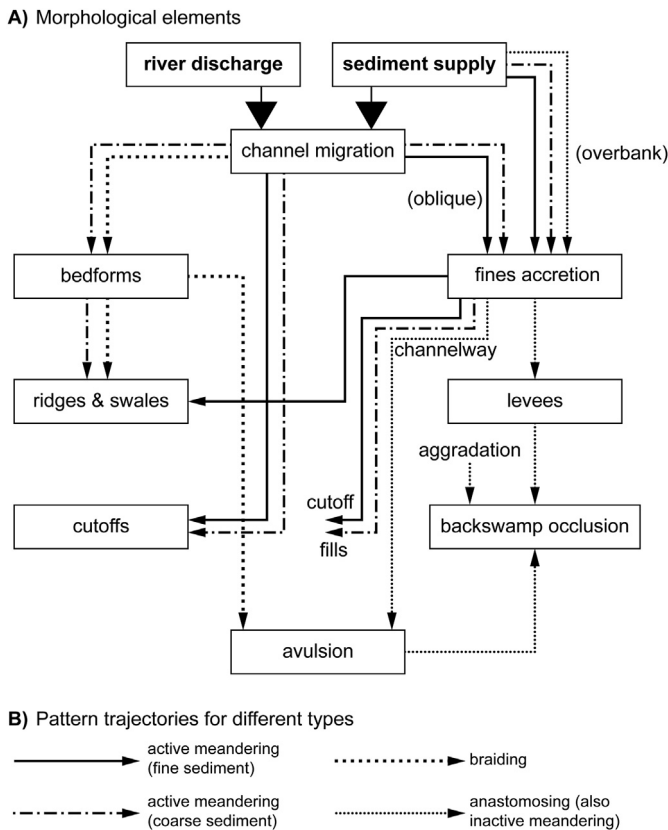 A) Morphological elements
river discharge
sediment supply
channel migration
(overbank)
(oblique)
bedforms
fines accretion
channelway
ridges & swales
levees
aggradation
cutoff
cutoffs
backswamp occlusion
fills
avulsion
B) Pattern trajectories for different types
active meandering
(fine sediment)
braiding
active meandering
(coarse sediment)
anastomosing (also
inactive meandering)